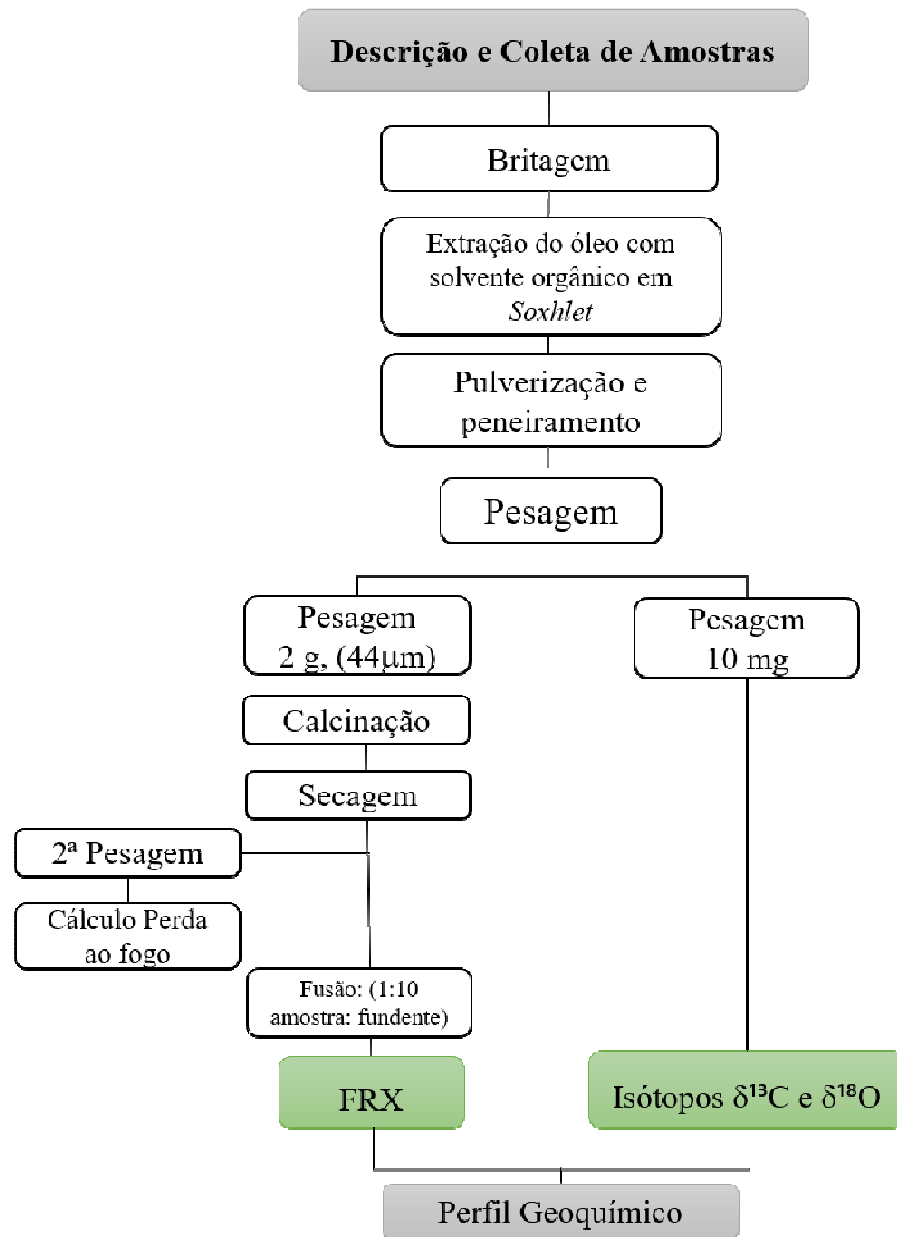 Descrição e Coleta de Amostras
Britagem
Extração do óleo com
solvente orgânico em
Soxhlet
Pulverização e
peneiramento
Pesagem
Pesagem
2 g, (44µm)
Pesagem
10 mg
Calcinação
Secagem
2ª Pesagem
Cálculo Perda
ao fogo
Fusão: (1:10
amostra: fundente)
FRX
Isótopos δ¹³C e δ¹⁸O
Perfil Geoquímico